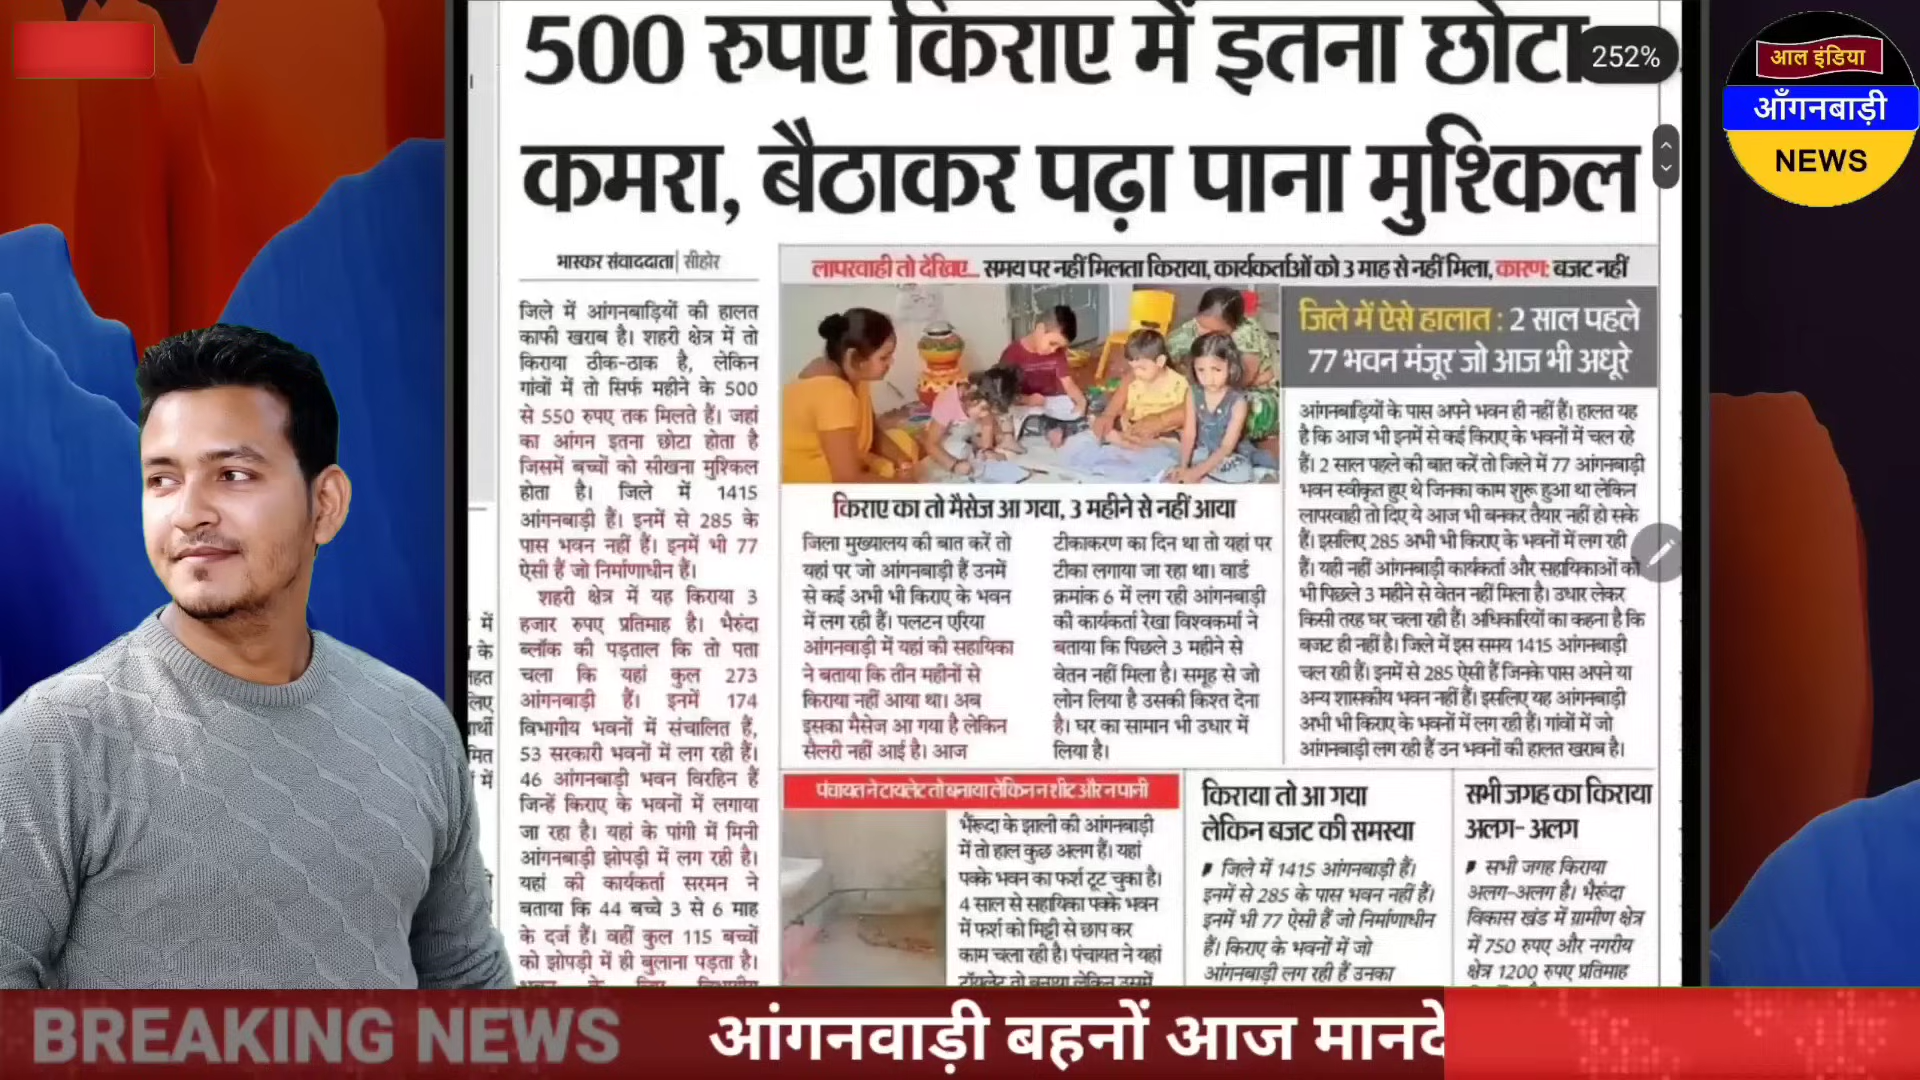 500 रुपए किराए में इतना छोटा
252%
कमरा, बैठाकर पढ़ा पाना मुश्किल
आल इंडिया
आँगनबाड़ी
NEWS
भास्कर संवाददाता| सीहोर
जिले में आंगनबाड़ियों की हालत
काफी खराब है। शहरी क्षेत्र में तो
किराया ठीक-ठाक है, लेकिन
गांवों में तो सिर्फ महीने के 500
से 550 रुपए तक मिलते हैं। जहां
का आंगन इतना छोटा होता है
जिसमें बच्चों को सीखना मुश्किल
होता है। जिले में 1415
आंगनबाड़ी हैं। इनमें से 285 के
पास भवन नहीं हैं। इनमें भी 77
ऐसी हैं जो निर्माणाधीन हैं।
शहरी क्षेत्र में यह किराया 3
हजार रुपए प्रतिमाह है। भैरुंदा
ब्लॉक की पड़ताल कि तो पता
चला कि यहां कुल 273
आंगनबाड़ी हैं। इनमें 174
विभागीय भवनों में संचालित हैं,
53 सरकारी भवनों में लग रही हैं।
46 आंगनबाड़ी भवन विरहिन हैं
जिन्हें किराए के भवनों में लगाया
जा रहा है। यहां के पांगी में मिनी
आंगनबाड़ी झोपड़ी में लग रही है।
यहां की कार्यकर्ता सरमन ने
बताया कि 44 बच्चे 3 से 6 माह
के दर्ज हैं। वहीं कुल 115 बच्चों
को झोपड़ी में ही बुलाना पड़ता है।
लापरवाही तो देखिए... समय पर नहीं मिलता किराया, कार्यकर्ताओं को 3 माह से नहीं मिला, कारण: बजट नहीं
किराए का तो मैसेज आ गया, 3 महीने से नहीं आया
जिला मुख्यालय की बात करें तो
यहां पर जो आंगनबाड़ी हैं उनमें
से कई अभी भी किराए के भवन
में लग रही हैं। पलटन एरिया
आंगनवाड़ी में यहां की सहायिका
ने बताया कि तीन महीनों से
किराया नहीं आया था। अब
इसका मैसेज आ गया है लेकिन
सैलरी नहीं आई है। आज
टीकाकरण का दिन था तो यहां पर
टीका लगाया जा रहा था। वार्ड
क्रमांक 6 में लग रही आंगनबाड़ी
की कार्यकर्ता रेखा विश्वकर्मा ने
बताया कि पिछले 3 महीने से
वेतन नहीं मिला है। समूह से जो
लोन लिया है उसकी किश्त देना
है। घर का सामान भी उधार में
लिया है।
जिले में ऐसे हालात : 2 साल पहले
77 भवन मंजूर जो आज भी अधूरे
आंगनबाड़ियों के पास अपने भवन ही नहीं हैं। हालत यह
है कि आज भी इनमें से कई किराए के भवनों में चल रहे
हैं। 2 साल पहले की बात करें तो जिले में 77 आंगनबाड़ी
भवन स्वीकृत हुए थे जिनका काम शुरू हुआ था लेकिन
लापरवाही तो दिए ये आज भी बनकर तैयार नहीं हो सके
हैं। इसलिए 285 अभी भी किराए के भवनों में लग रही
हैं। यही नहीं आंगनबाड़ी कार्यकर्ता और सहायिकाओं को
भी पिछले 3 महीने से वेतन नहीं मिला है। उधार लेकर
किसी तरह घर चला रही हैं। अधिकारियों का कहना है कि
बजट ही नहीं है। जिले में इस समय 1415 आंगनबाड़ी
चल रही हैं। इनमें से 285 ऐसी हैं जिनके पास अपने या
अन्य शासकीय भवन नहीं हैं। इसलिए यह आंगनबाड़ी
अभी भी किराए के भवनों में लग रही हैं। गांवों में जो
आंगनबाड़ी लग रही हैं उन भवनों की हालत खराब है।
पंचायत ने टायलेट तो बनाया लेकिन न शीट और न पानी
भैंरूदा के झाली की आंगनबाड़ी
में तो हाल कुछ अलग हैं। यहां
पक्के भवन का फर्श टूट चुका है।
4 साल से सहायिका पक्के भवन
में फर्श को मिट्टी से छाप कर
काम चला रही है। पंचायत ने यहां
टॉयलेट तो बनाया लेकिन उसमें
किराया तो आ गया
लेकिन बजट की समस्या
जिले में 1415 आंगनबाड़ी हैं।
इनमें से 285 के पास भवन नहीं हैं।
इनमें भी 77 ऐसी हैं जो निर्माणाधीन
हैं। किराए के भवनों में जो
आंगनबाड़ी लग रही हैं उनका
सभी जगह का किराया
अलग- अलग
सभी जगह किराया
अलग-अलग है। भैरूंदा
विकास खंड में ग्रामीण क्षेत्र
में 750 रुपए और नगरीय
क्षेत्र 1200 रुपए प्रतिमाह
BREAKING NEWS
आंगनवाड़ी बहनों आज मानदे